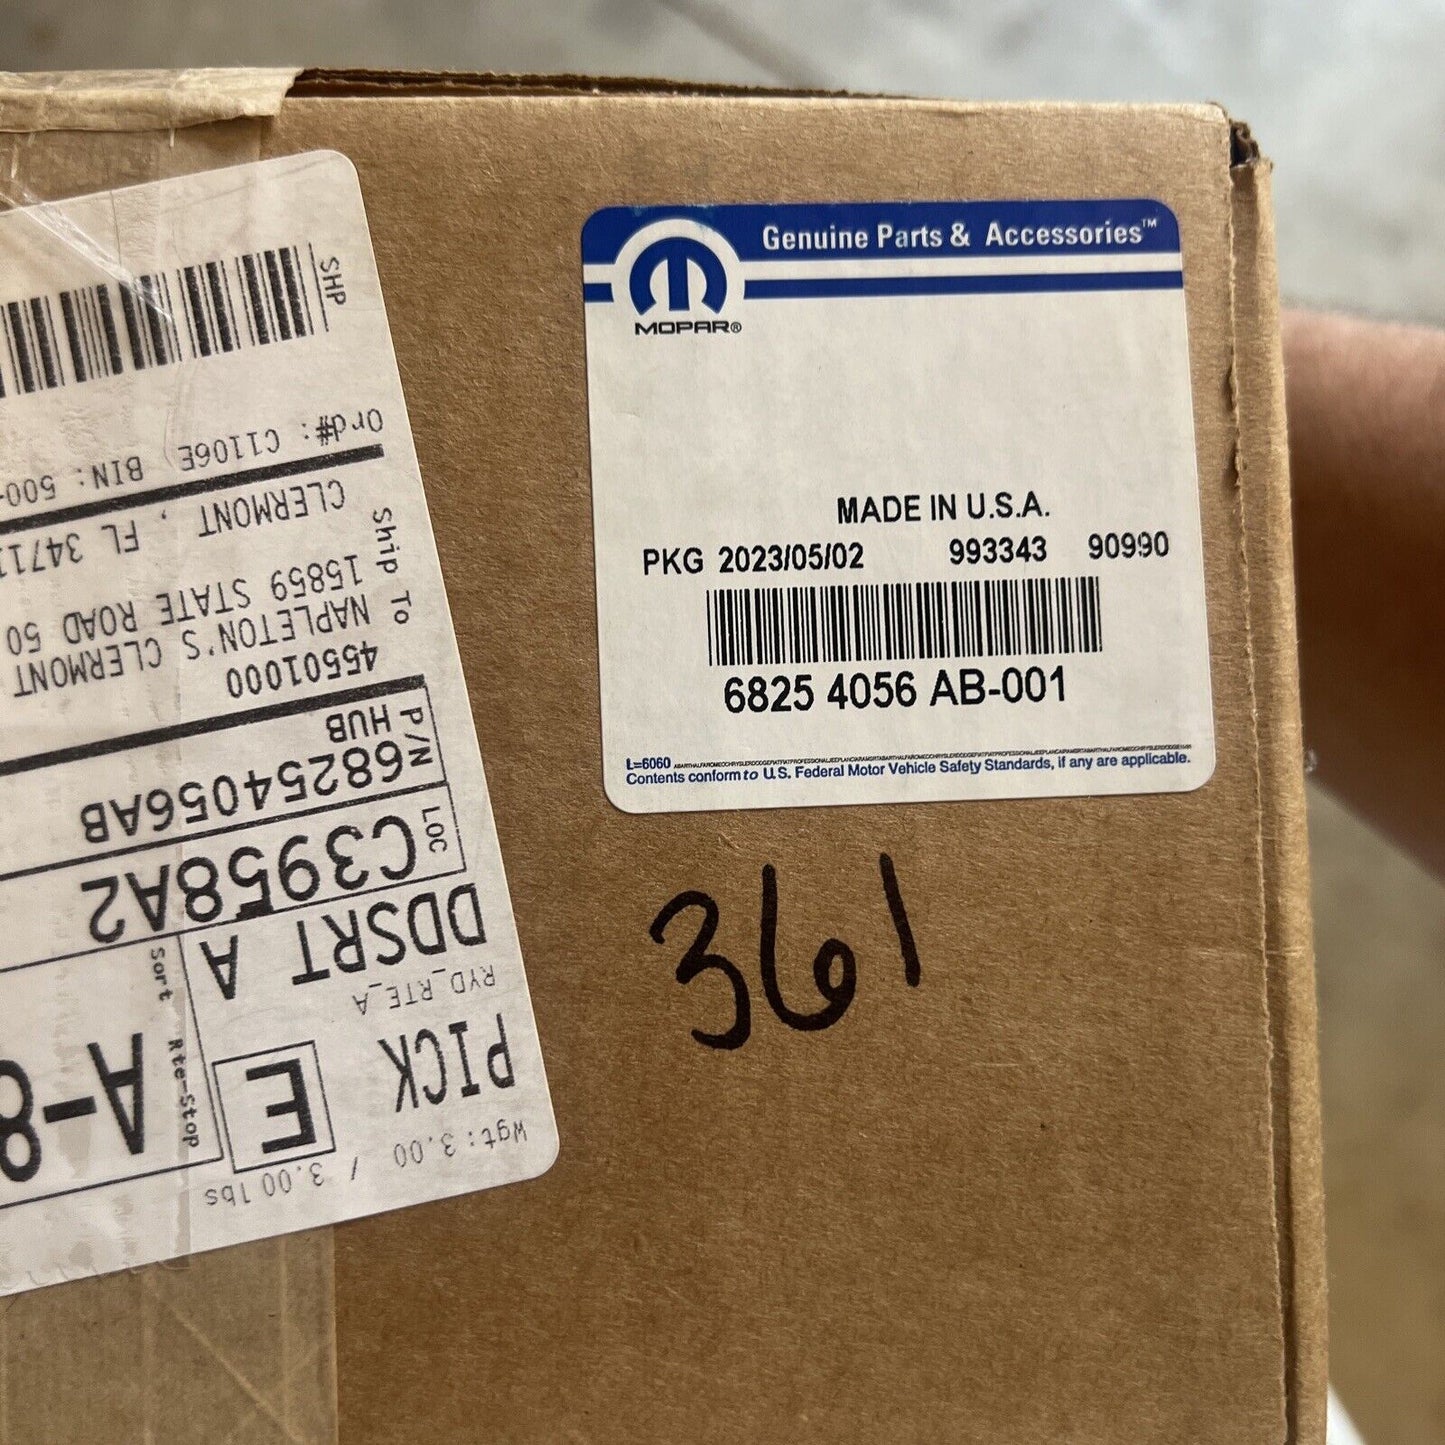 Genuine Parts & Accessories™
MOPAR®
MADE IN U.S.A.
PKG 2023/05/02 993343 90990
6825 4056 AB-001
L=6060
Contents conform to U.S. Federal Motor Vehicle Safety Standards, if any are applicable.
361
Wgt: 3.00 / 3.00 lbs
PICK E
RYD_RTE_A
Rte-Stop
A-8
DDSRT A
Sort
LOC
C3958A2
P/N
68254056AB
HUB
45501000
Ship To
NAPLETON'S CLERMONT
15859 STATE ROAD 50
CLERMONT , FL 3471
Ord#: C1106E BIN: 500-
SHP